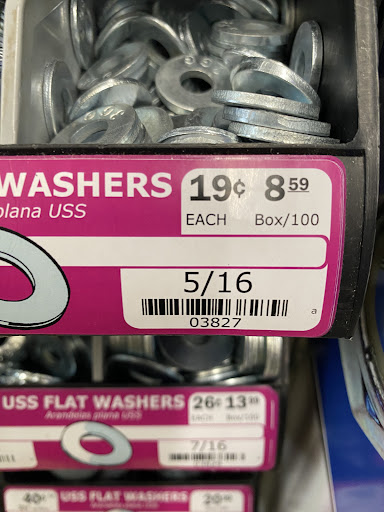 WASHERS 19¢ 8 59
plana USS EACH Box/100
5/16
03827 a
USS FLAT WASHERS 26¢ 13
Arandelas plana USS EACH Box/100
7/16
40¢ USS FLAT WASHERS 20